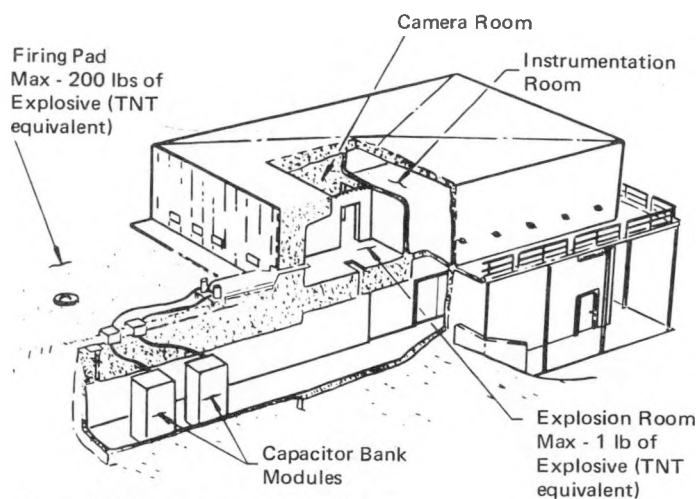 Camera Room
Firing Pad
Max - 200 lbs of
Explosive (TNT
equivalent)
Instrumentation
Room
Capacitor Bank
Modules
Explosion Room
Max - 1 lb of
Explosive (TNT
equivalent)